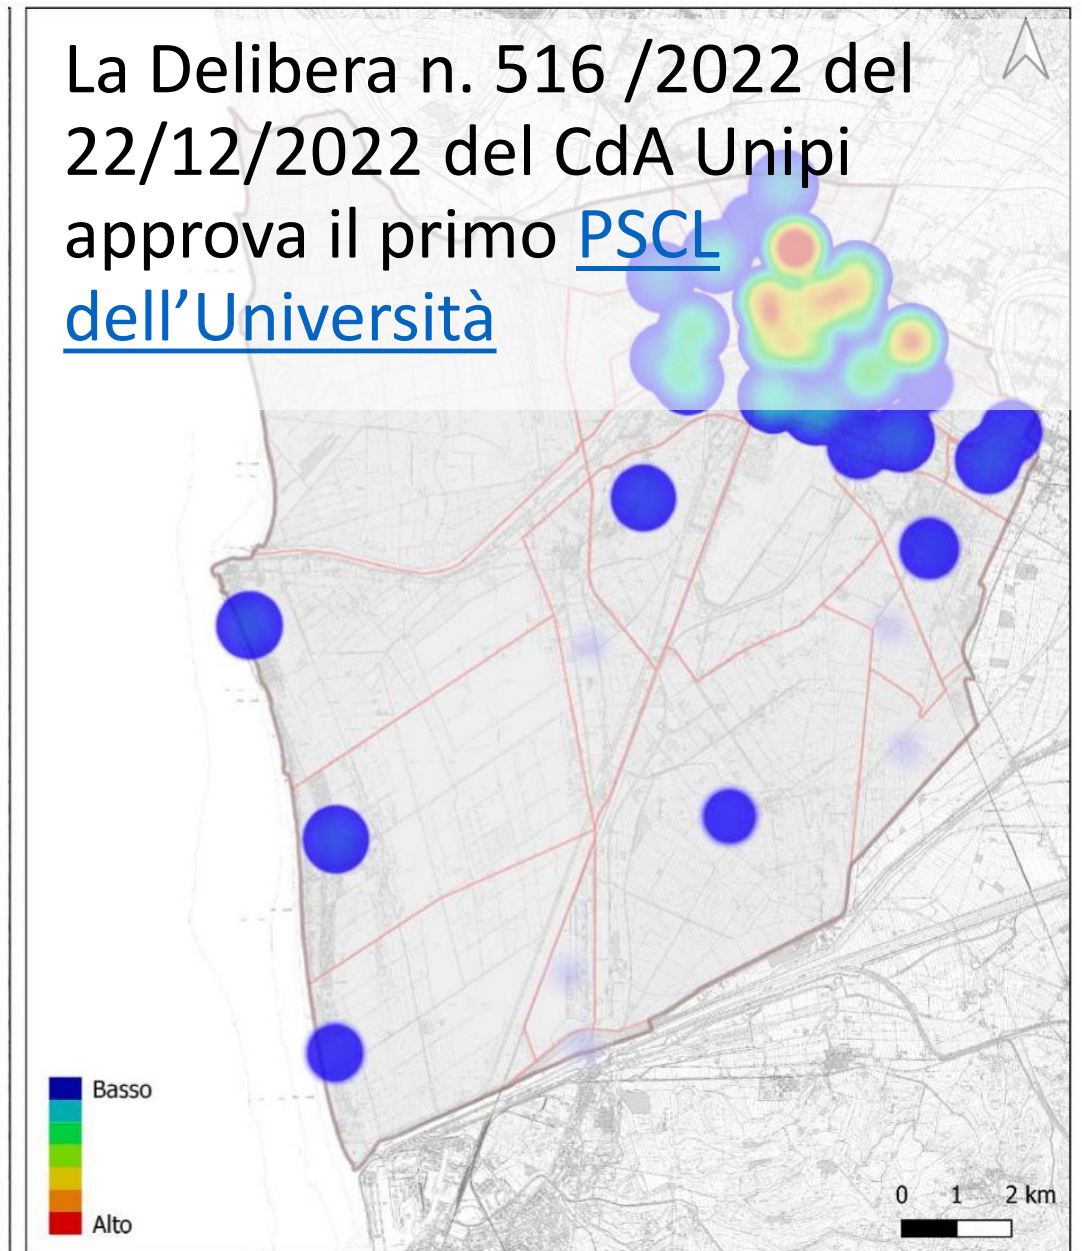 La Delibera n. 516 /2022 del
22/12/2022 del CdA Unipi
approva il primo PSCL
dell’Università
Basso
Alto
0 1 2 km